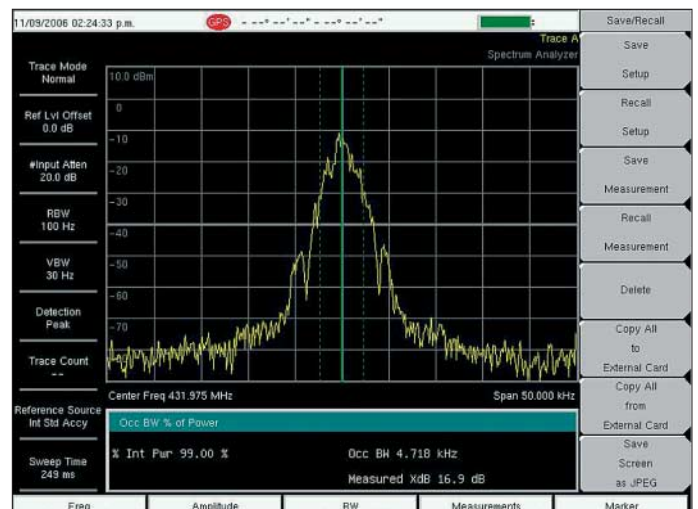 11/09/2006 02:24:33 p.m.
GPS
- --° --'--" - --° --'--"
Save/Recall
Trace A
Spectrum Analyzer
Trace Mode
Normal
Ref Lvl Offset
0.0 dB
#Input Atten
20.0 dB
RBW
100 Hz
VBW
30 Hz
Detection
Peak
Trace Count
--
Reference Source
Int Std Accy
Sweep Time
249 ms
10.0 dBm
0
-10
-20
-30
-40
-50
-60
-70
Center Freq 431.975 MHz
Span 50.000 kHz
Occ BW % of Power
% Int Pwr 99.00 %
Occ BW 4.718 kHz
Measured XdB 16.9 dB
Save
Setup
Recall
Setup
Save
Measurement
Recall
Measurement
Delete
Copy All
to
External Card
Copy All
from
External Card
Save
Screen
as JPEG
Freq
Amplitude
BW
Measurements
Marker